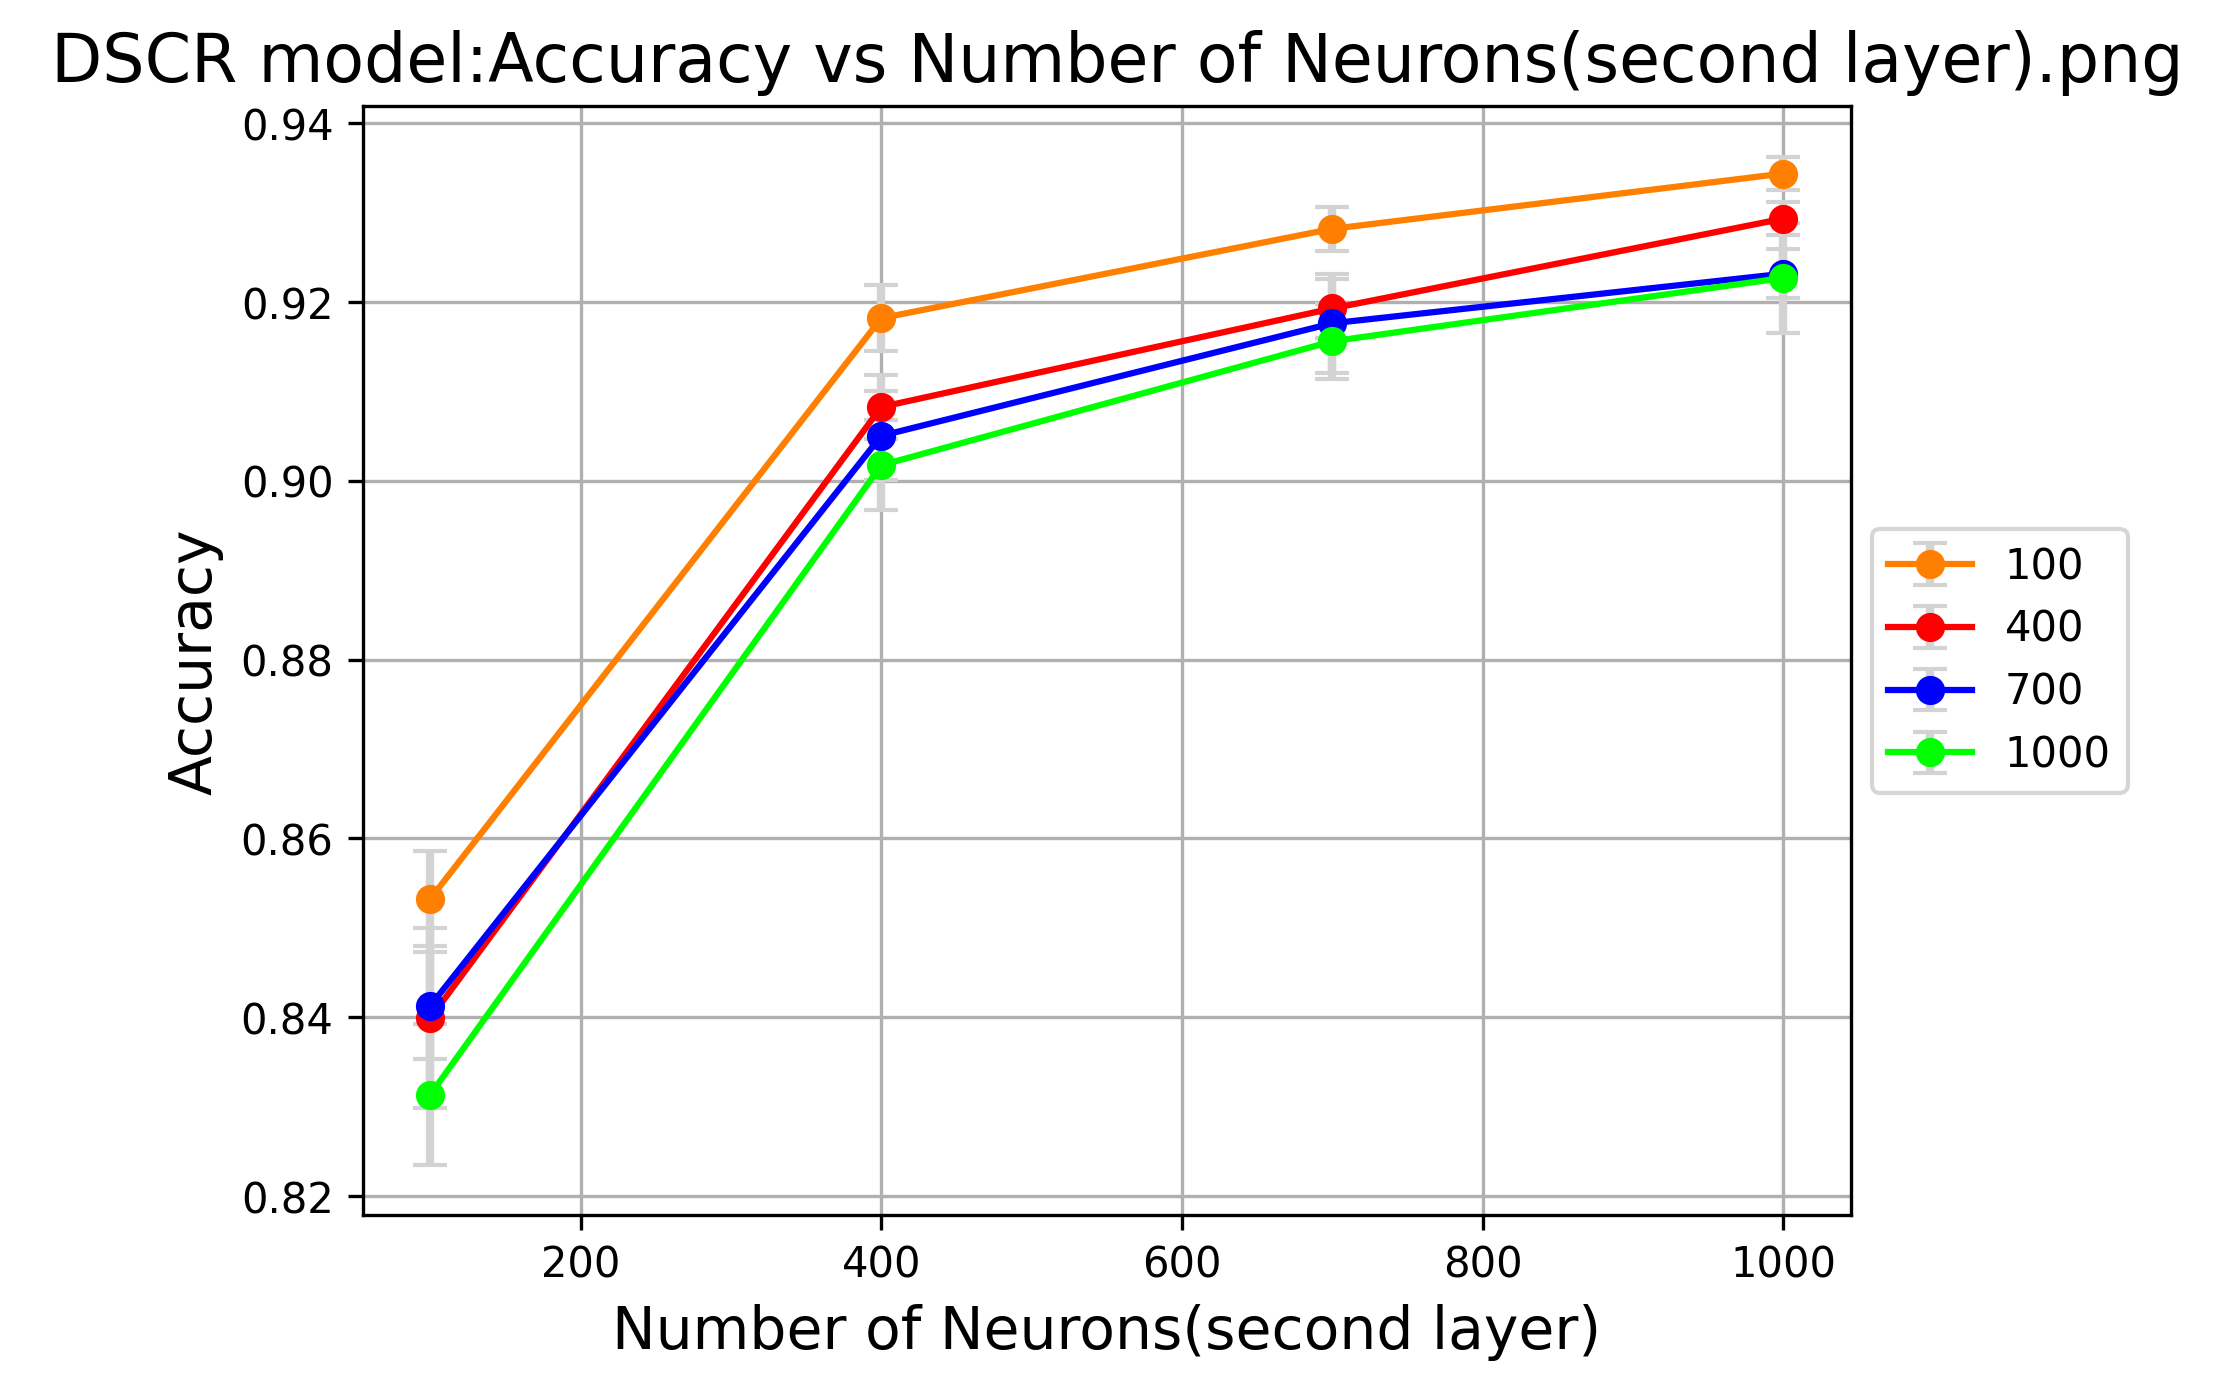 DSCR model:Accuracy vs Number of Neurons(second layer).png
0.94
0.92
0.90
0.88
0.86
0.84
0.82
Accuracy
200 400 600 800 1000
Number of Neurons(second layer)
100
400
700
1000